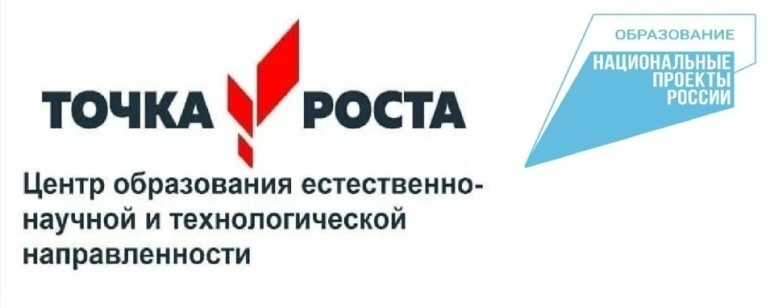 ТОЧКА РОСТА
Центр образования естественно-
научной и технологической
направленности
ОБРАЗОВАНИЕ
НАЦИОНАЛЬНЫЕ
ПРОЕКТЫ
РОССИИ